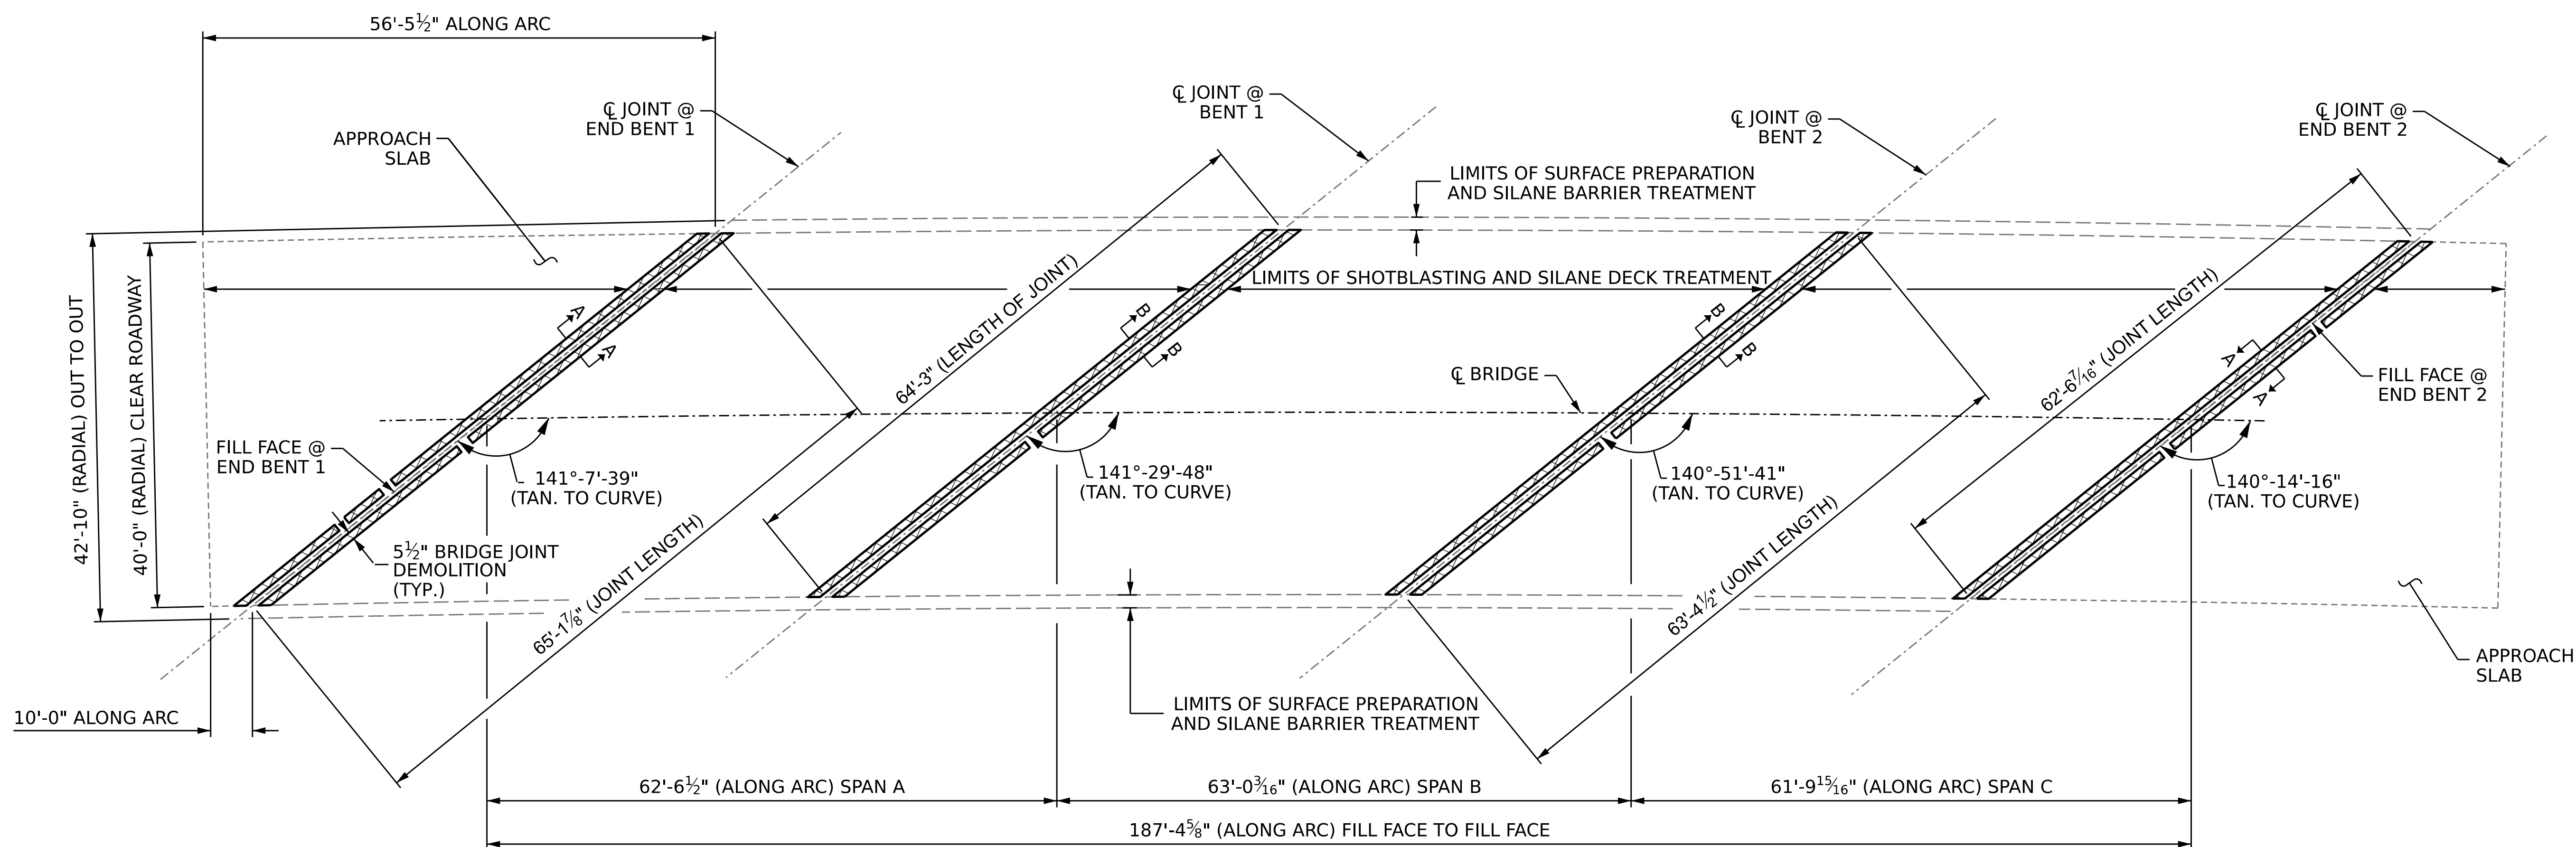 56'-5½" ALONG ARC
℄ JOINT @
END BENT 1
APPROACH
SLAB
℄ JOINT @
BENT 1
℄ JOINT @
BENT 2
℄ JOINT @
END BENT 2
LIMITS OF SURFACE PREPARATION
AND SILANE BARRIER TREATMENT
LIMITS OF SHOTBLASTING AND SILANE DECK TREATMENT
42'-10" (RADIAL) OUT TO OUT
40'-0" (RADIAL) CLEAR ROADWAY
A
A
B
B
B
B
A
A
64'-3" (LENGTH OF JOINT)
62'-6⁷⁄₁₆" (JOINT LENGTH)
℄ BRIDGE
FILL FACE @
END BENT 2
FILL FACE @
END BENT 1
141°-7'-39"
(TAN. TO CURVE)
141°-29'-48"
(TAN. TO CURVE)
140°-51'-41"
(TAN. TO CURVE)
140°-14'-16"
(TAN. TO CURVE)
5½" BRIDGE JOINT
DEMOLITION
(TYP.)
65'-1⅞" (JOINT LENGTH)
63'-4½" (JOINT LENGTH)
APPROACH
SLAB
10'-0" ALONG ARC
LIMITS OF SURFACE PREPARATION
AND SILANE BARRIER TREATMENT
62'-6½" (ALONG ARC) SPAN A
63'-0³⁄₁₆" (ALONG ARC) SPAN B
61'-9¹⁵⁄₁₆" (ALONG ARC) SPAN C
187'-4⅝" (ALONG ARC) FILL FACE TO FILL FACE